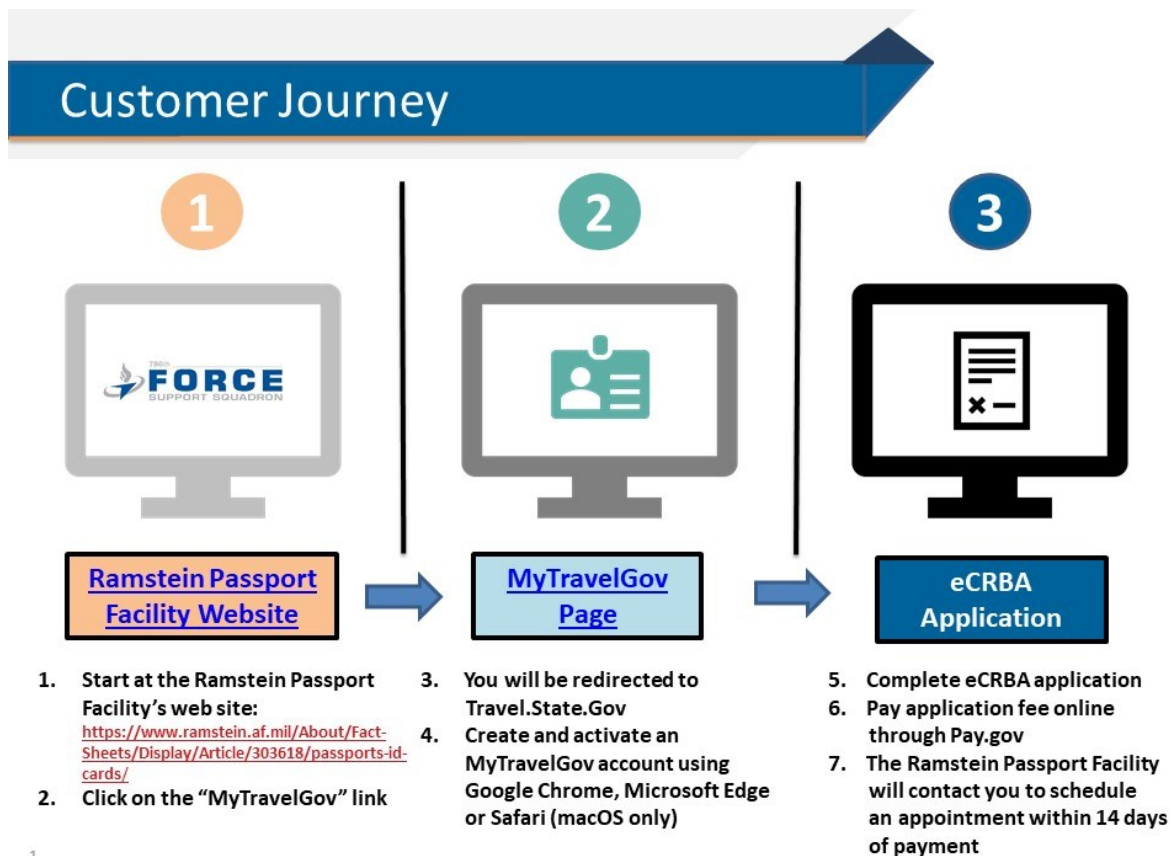 Customer Journey
1
2
3
786th
FORCE
SUPPORT SQUADRON
Ramstein Passport
Facility Website
MyTravelGov
Page
eCRBA
Application
1. Start at the Ramstein Passport
Facility's web site:
https://www.ramstein.af.mil/About/Fact-
Sheets/Display/Article/303618/passports-id-
cards/
2. Click on the "MyTravelGov" link
3. You will be redirected to
Travel.State.Gov
4. Create and activate an
MyTravelGov account using
Google Chrome, Microsoft Edge
or Safari (macOS only)
5. Complete eCRBA application
6. Pay application fee online
through Pay.gov
7. The Ramstein Passport Facility
will contact you to schedule
an appointment within 14 days
of payment
1